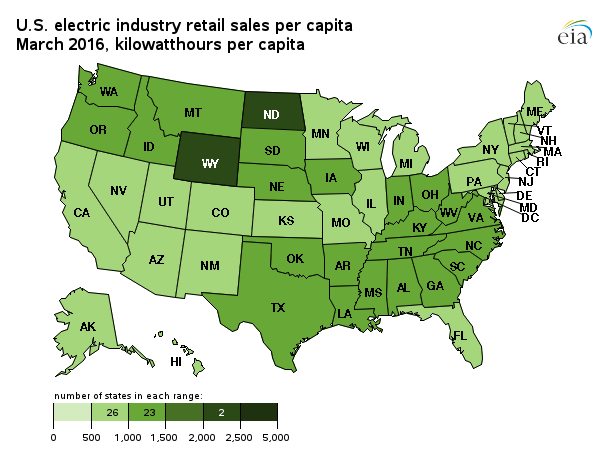 U.S. electric industry retail sales per capita
March 2016, kilowatthours per capita
eia
WA
MT
ND
MN
ME
OR
ID
WY
SD
WI
MI
NY
VT
NH
MA
RI
CT
NJ
DE
MD
DC
NV
UT
CO
NE
IA
IL
IN
OH
PA
CA
KS
MO
KY
WV
VA
AZ
NM
OK
AR
TN
NC
SC
TX
LA
MS
AL
GA
FL
AK
HI
number of states in each range:
26 23 2
0 500 1,000 1,500 2,000 2,500 5,000